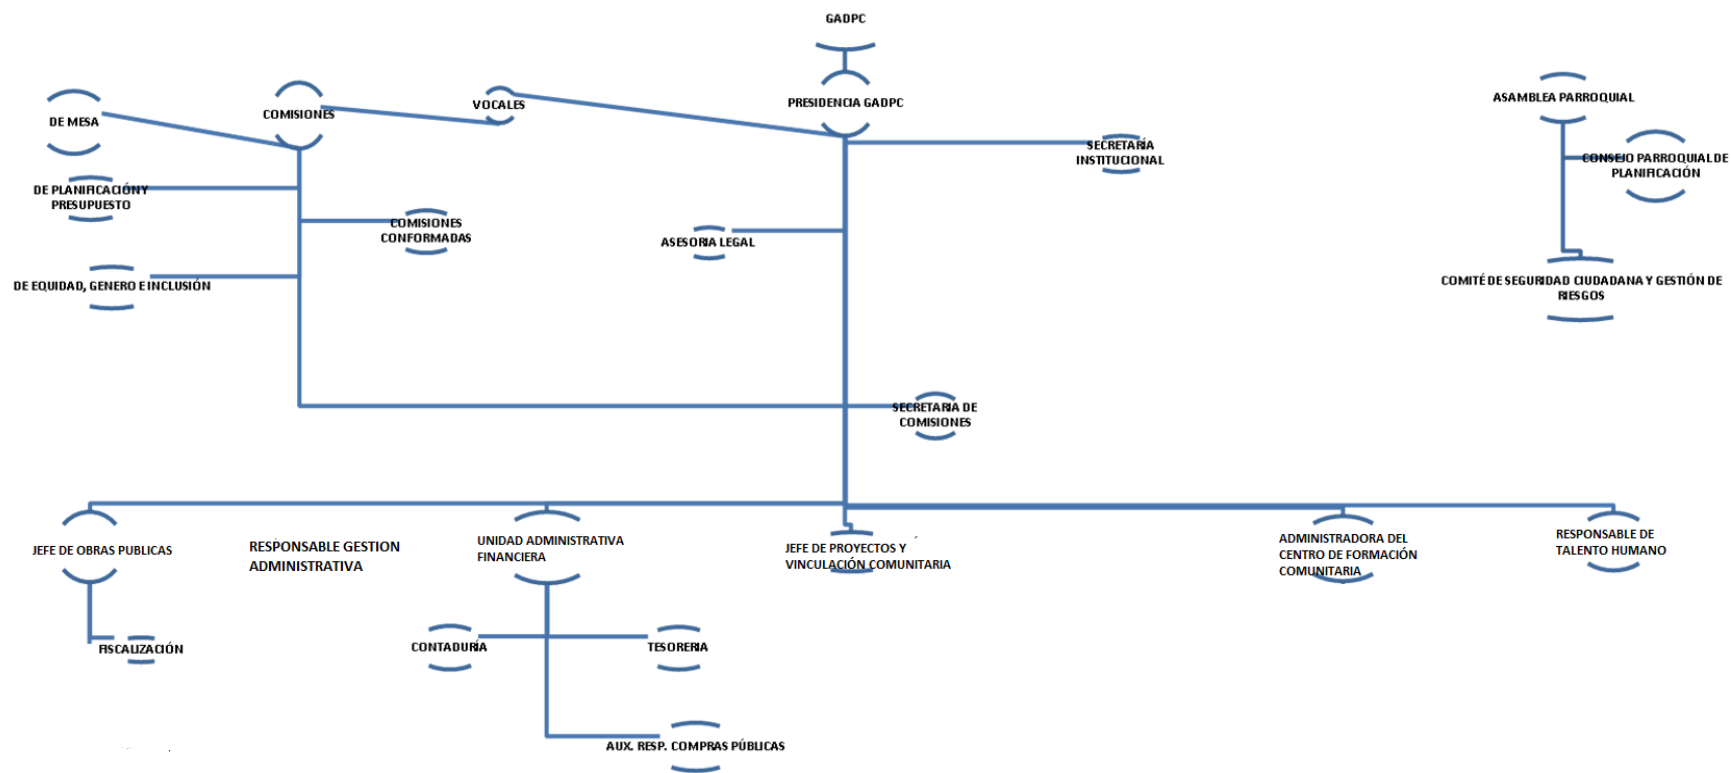 GADPC
PRESIDENCIA GADPC
VOCALES
COMISIONES
DE MESA
ASAMBLEA PARROQUIAL
SECRETARÍA
INSTITUCIONAL
CONSEJO PARROQUIAL DE
PLANIFICACIÓN
DE PLANIFICACIÓN Y
PRESUPUESTO
COMISIONES
CONFORMADAS
ASESORIA LEGAL
DE EQUIDAD, GENERO E INCLUSIÓN
COMITÉ DE SEGURIDAD CIUDADANA Y GESTIÓN DE
RIESGOS
SECRETARIA DE
COMISIONES
JEFE DE OBRAS PUBLICAS
RESPONSABLE GESTION
ADMINISTRATIVA
UNIDAD ADMINISTRATIVA
FINANCIERA
JEFE DE PROYECTOS Y
VINCULACIÓN COMUNITARIA
ADMINISTRADORA DEL
CENTRO DE FORMACIÓN
COMUNITARIA
RESPONSABLE DE
TALENTO HUMANO
FISCALIZACIÓN
CONTADURÍA
TESORERIA
AUX. RESP. COMPRAS PÚBLICAS